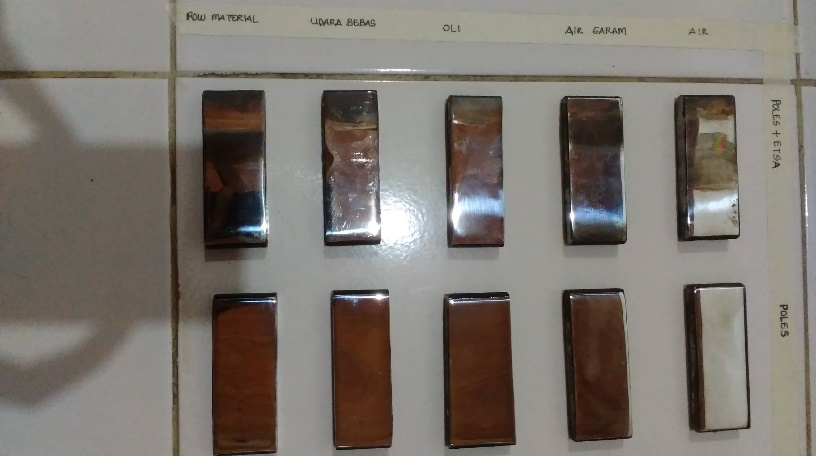 ROW MATERIAL
UDARA BEBAS
OLI
AIR GARAM
AIR
POLES + ETSA
POLES